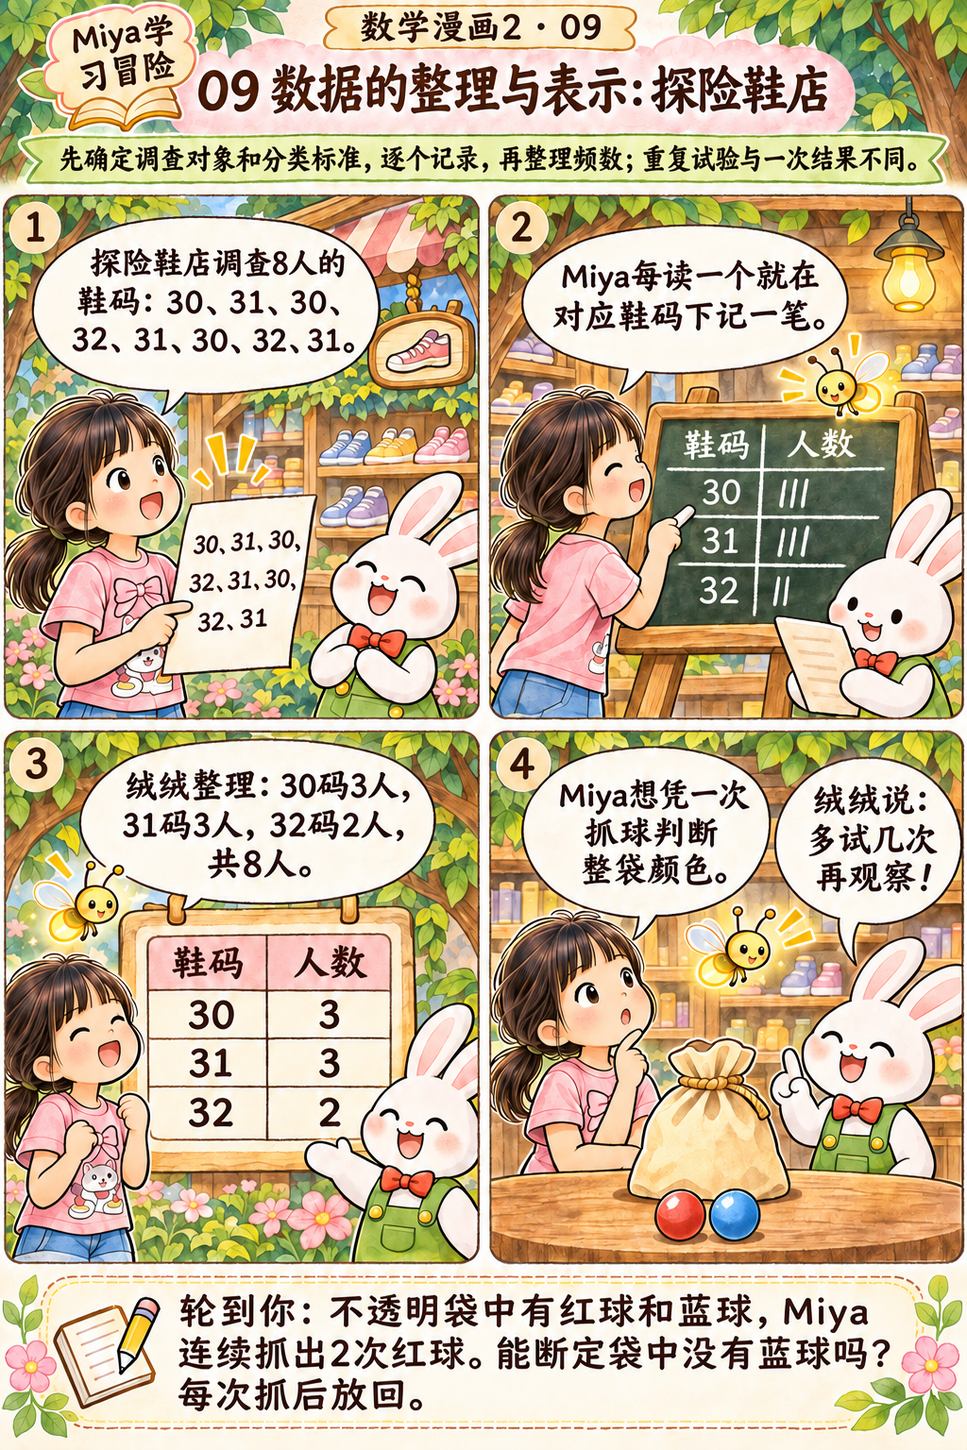 Miya学
习冒险
数学漫画2·09
09 数据的整理与表示：探险鞋店
先确定调查对象和分类标准，逐个记录，再整理频数；重复试验与一次结果不同。
1
探险鞋店调查8人的
鞋码：30、31、30、
32、31、30、32、31。
30、31、30、
32、31、30、
32、31
2
Miya每读一个就在
对应鞋码下记一笔。
鞋码 人数
30 |||
31 |||
32 ||
3
绒绒整理：30码3人，
31码3人，32码2人，
共8人。
鞋码 人数
30 3
31 3
32 2
4
Miya想凭一次
抓球判断
整袋颜色。
绒绒说：
多试几次
再观察！
轮到你：不透明袋中有红球和蓝球，Miya
连续抓出2次红球。能断定袋中没有蓝球吗？
每次抓后放回。